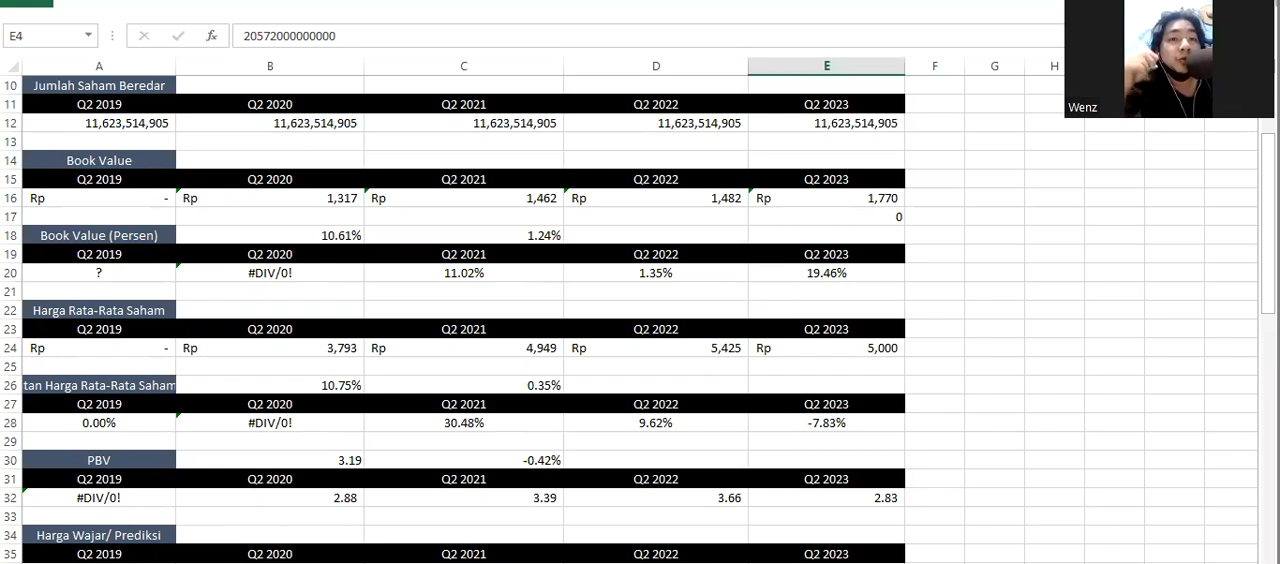 E4 fx 20572000000000
A B C D E F G H
10 Jumlah Saham Beredar
11 Q2 2019 Q2 2020 Q2 2021 Q2 2022 Q2 2023
12 11,623,514,905 11,623,514,905 11,623,514,905 11,623,514,905 11,623,514,905
13
14 Book Value
15 Q2 2019 Q2 2020 Q2 2021 Q2 2022 Q2 2023
16 Rp - Rp 1,317 Rp 1,462 Rp 1,482 Rp 1,770
17 0
18 Book Value (Persen) 10.61% 1.24%
19 Q2 2019 Q2 2020 Q2 2021 Q2 2022 Q2 2023
20 ? #DIV/0! 11.02% 1.35% 19.46%
21
22 Harga Rata-Rata Saham
23 Q2 2019 Q2 2020 Q2 2021 Q2 2022 Q2 2023
24 Rp - Rp 3,793 Rp 4,949 Rp 5,425 Rp 5,000
25
26 tan Harga Rata-Rata Saham 10.75% 0.35%
27 Q2 2019 Q2 2020 Q2 2021 Q2 2022 Q2 2023
28 0.00% #DIV/0! 30.48% 9.62% -7.83%
29
30 PBV 3.19 -0.42%
31 Q2 2019 Q2 2020 Q2 2021 Q2 2022 Q2 2023
32 #DIV/0! 2.88 3.39 3.66 2.83
33
34 Harga Wajar/ Prediksi
35 Q2 2019 Q2 2020 Q2 2021 Q2 2022 Q2 2023
Wenz